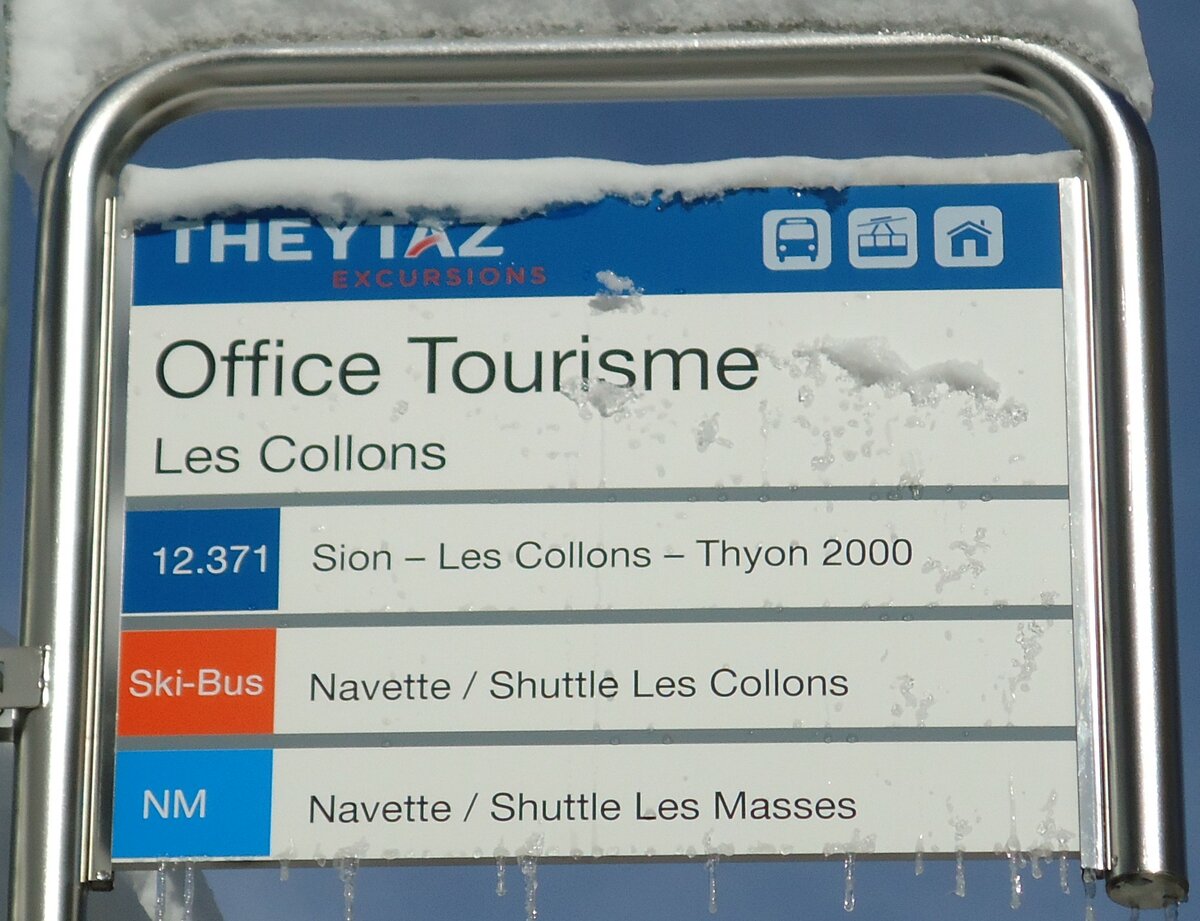 THEYTAZ
EXCURSIONS
Office Tourisme
Les Collons
12.371 Sion – Les Collons – Thyon 2000
Ski-Bus Navette / Shuttle Les Collons
NM Navette / Shuttle Les Masses